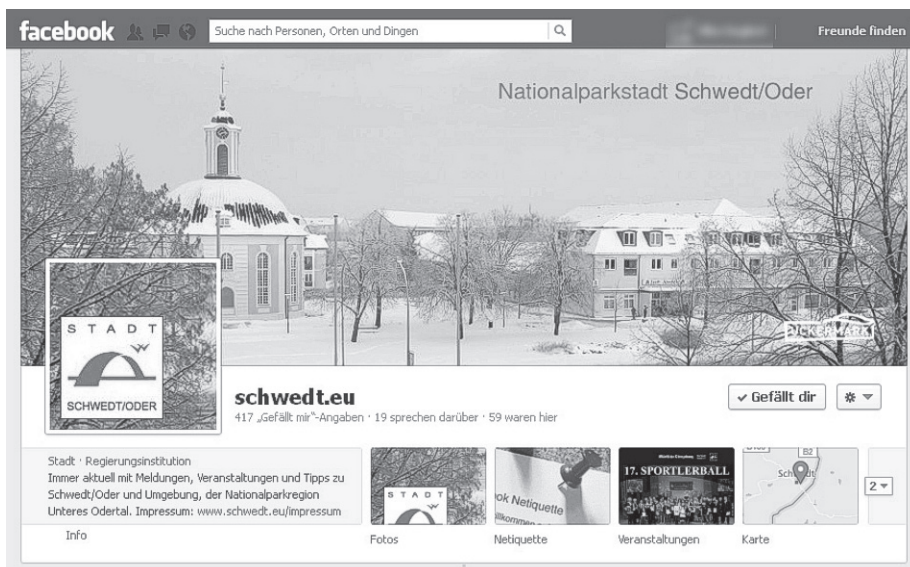 facebook
Suche nach Personen, Orten und Dingen
Freunde finden
Nationalparkstadt Schwedt/Oder
UCKERMARK
STADT
SCHWEDT/ODER
schwedt.eu
417 „Gefällt mir“-Angaben · 19 sprechen darüber · 59 waren hier
✓ Gefällt dir
Stadt · Regierungsinstitution
Immer aktuell mit Meldungen, Veranstaltungen und Tipps zu
Schwedt/Oder und Umgebung, der Nationalparkregion
Unteres Odertal. Impressum: www.schwedt.eu/impressum
Info
STADT
Fotos
ok Netiquette
Netiquette
17. SPORTLERBALL
Veranstaltungen
B2
Schwedt
Karte
2